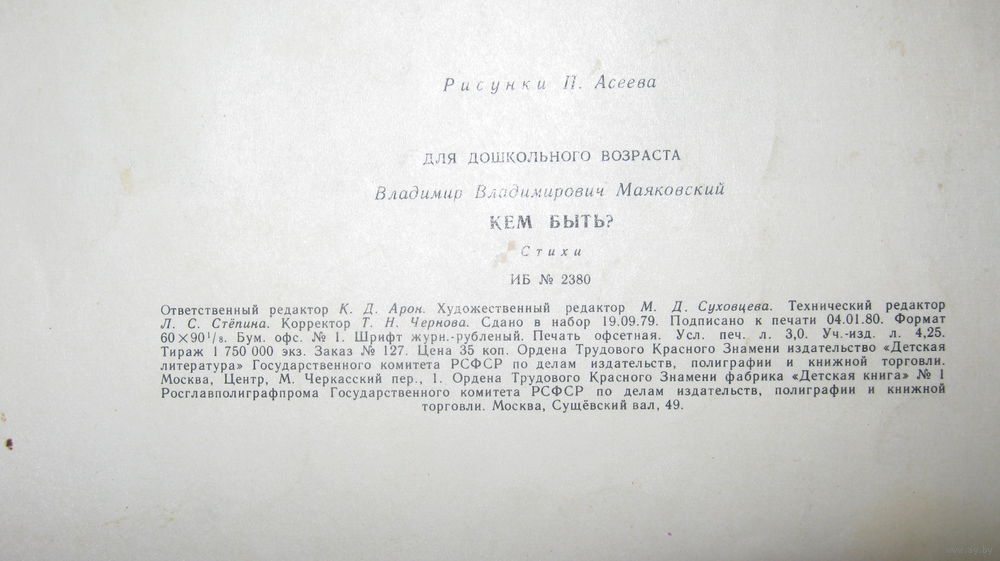 Рисунки П. Асеева
ДЛЯ ДОШКОЛЬНОГО ВОЗРАСТА
Владимир Владимирович Маяковский
КЕМ БЫТЬ?
Стихи
ИБ № 2380
Ответственный редактор К. Д. Арон. Художественный редактор М. Д. Суховцева. Технический редактор
Л. С. Стёпина. Корректор Т. Н. Чернова. Сдано в набор 19.09.79. Подписано к печати 04.01.80. Формат
60×90 1/8. Бум. офс. № 1. Шрифт журн.-рубленый. Печать офсетная. Усл. печ. л. 3,0. Уч.-изд. л. 4,25.
Тираж 1 750 000 экз. Заказ № 127. Цена 35 коп. Ордена Трудового Красного Знамени издательство «Детская
литература» Государственного комитета РСФСР по делам издательств, полиграфии и книжной торговли.
Москва, Центр, М. Черкасский пер., 1. Ордена Трудового Красного Знамени фабрика «Детская книга» № 1
Росглавполиграфпрома Государственного комитета РСФСР по делам издательств, полиграфии и книжной
торговли. Москва, Сущёвский вал, 49.
www.ay.by